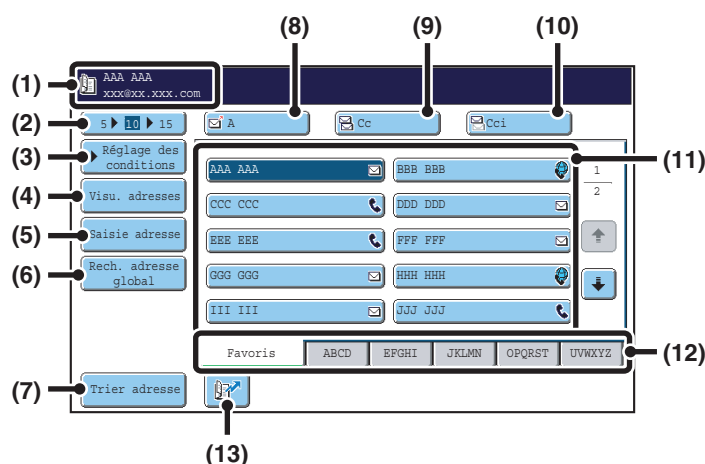 (8) (9) (10)
(1) AAA AAA
xxx@xx.xxx.com
(2) 5 10 15 A Cc Cci
(3) Réglage des
conditions
(11)
AAA AAA BBB BBB 1
(4) Visu. adresses CCC CCC DDD DDD 2
(5) Saisie adresse EEE EEE FFF FFF
(6) Rech. adresse
global
GGG GGG HHH HHH
III III JJJ JJJ
Favoris ABCD EFGHI JKLMN OPQRST UVWXYZ (12)
(7) Trier adresse
(13)